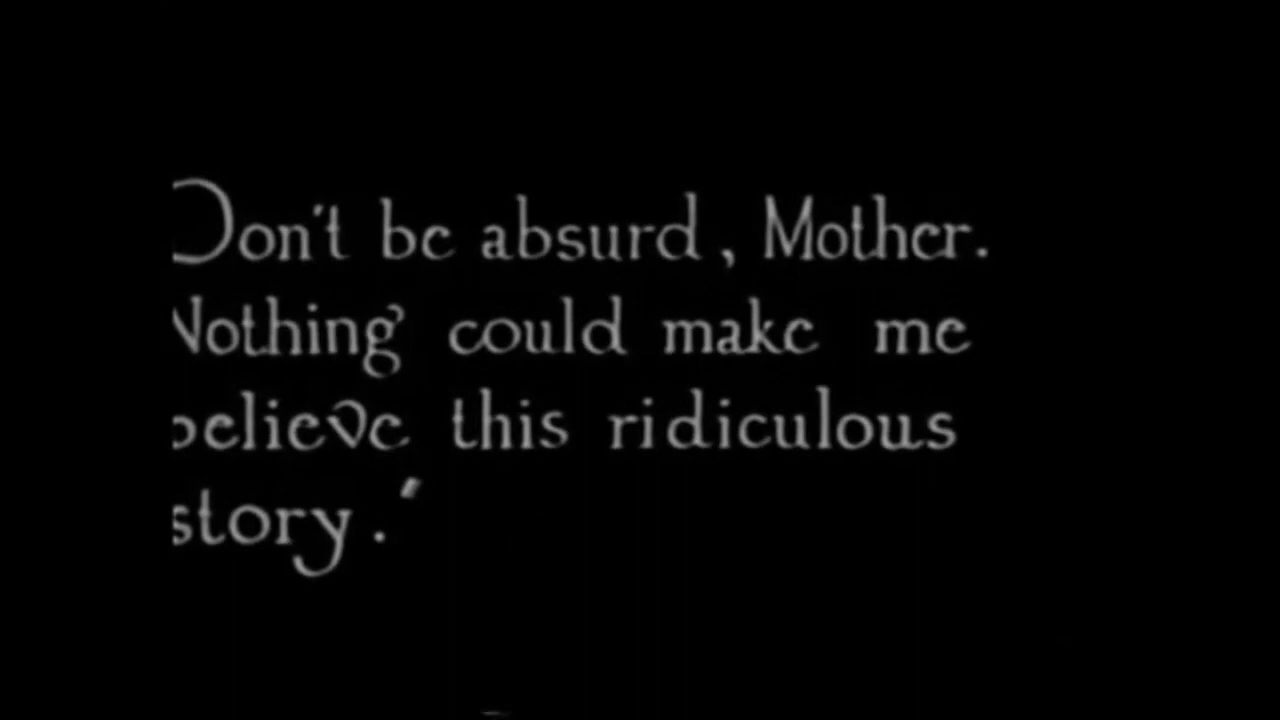 Don't be absurd, Mother.
Nothing could make me
believe this ridiculous
story."